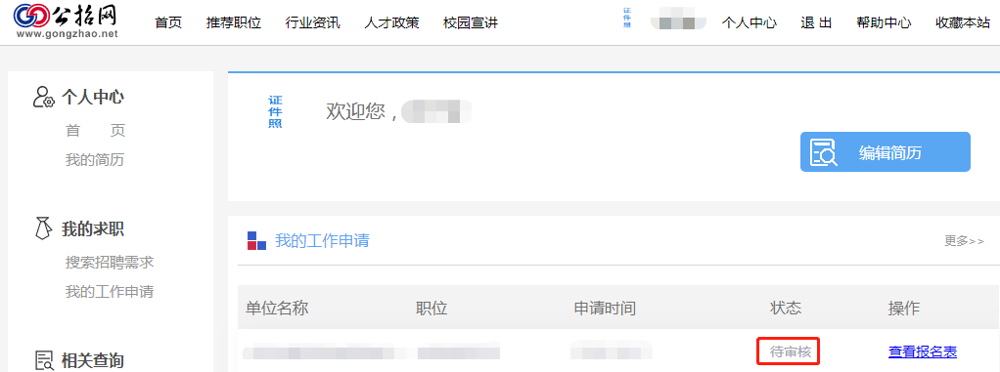 公招网
www.gongzhao.net
首页 推荐职位 行业资讯 人才政策 校园宣讲 证件照 个人中心 退 出 帮助中心 收藏本站
个人中心
首 页
我的简历
我的求职
搜索招聘需求
我的工作申请
相关查询
证件照
欢迎您，
编辑简历
我的工作申请 更多>>
单位名称 职位 申请时间 状态 操作
待审核 查看报名表